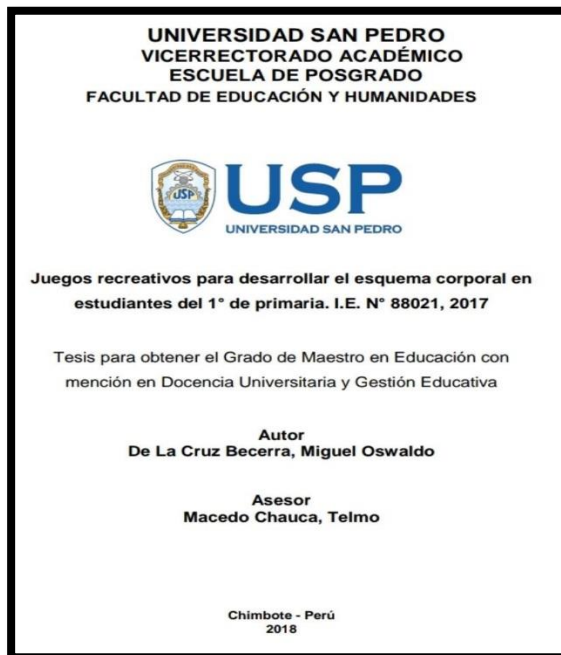 UNIVERSIDAD SAN PEDRO
VICERRECTORADO ACADÉMICO
ESCUELA DE POSGRADO
FACULTAD DE EDUCACIÓN Y HUMANIDADES
USP
USP
UNIVERSIDAD SAN PEDRO
Juegos recreativos para desarrollar el esquema corporal en
estudiantes del 1° de primaria. I.E. N° 88021, 2017
Tesis para obtener el Grado de Maestro en Educación con
mención en Docencia Universitaria y Gestión Educativa
Autor
De La Cruz Becerra, Miguel Oswaldo
Asesor
Macedo Chauca, Telmo
Chimbote - Perú
2018